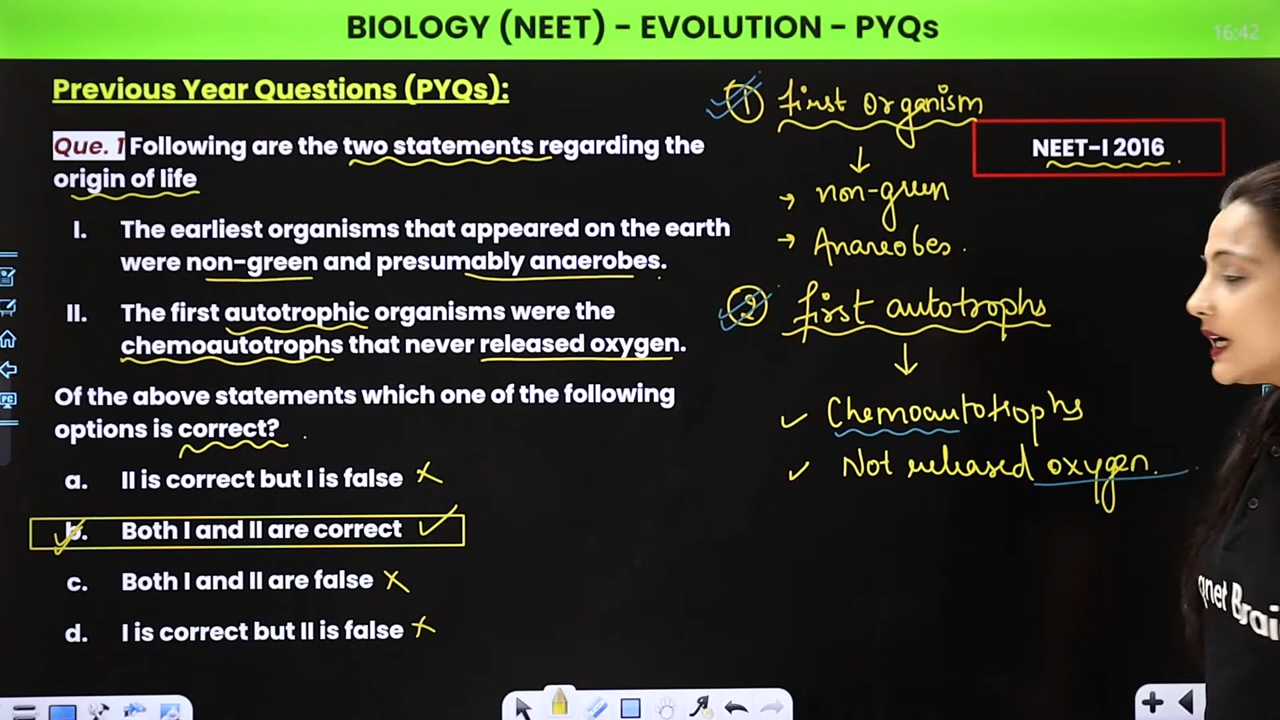 BIOLOGY (NEET) - EVOLUTION - PYQs
16:42
Previous Year Questions (PYQs):
Que. 1 Following are the two statements regarding the
origin of life
I. The earliest organisms that appeared on the earth
were non-green and presumably anaerobes.
II. The first autotrophic organisms were the
chemoautotrophs that never released oxygen.
Of the above statements which one of the following
options is correct?
a. II is correct but I is false
b. Both I and II are correct
c. Both I and II are false
d. I is correct but II is false
NEET-I 2016
① first organism
→ non-green
→ Anareobes.
② first autotrophs
Chemoautotrophs
Not released oxygen.
gnet Brai
PC